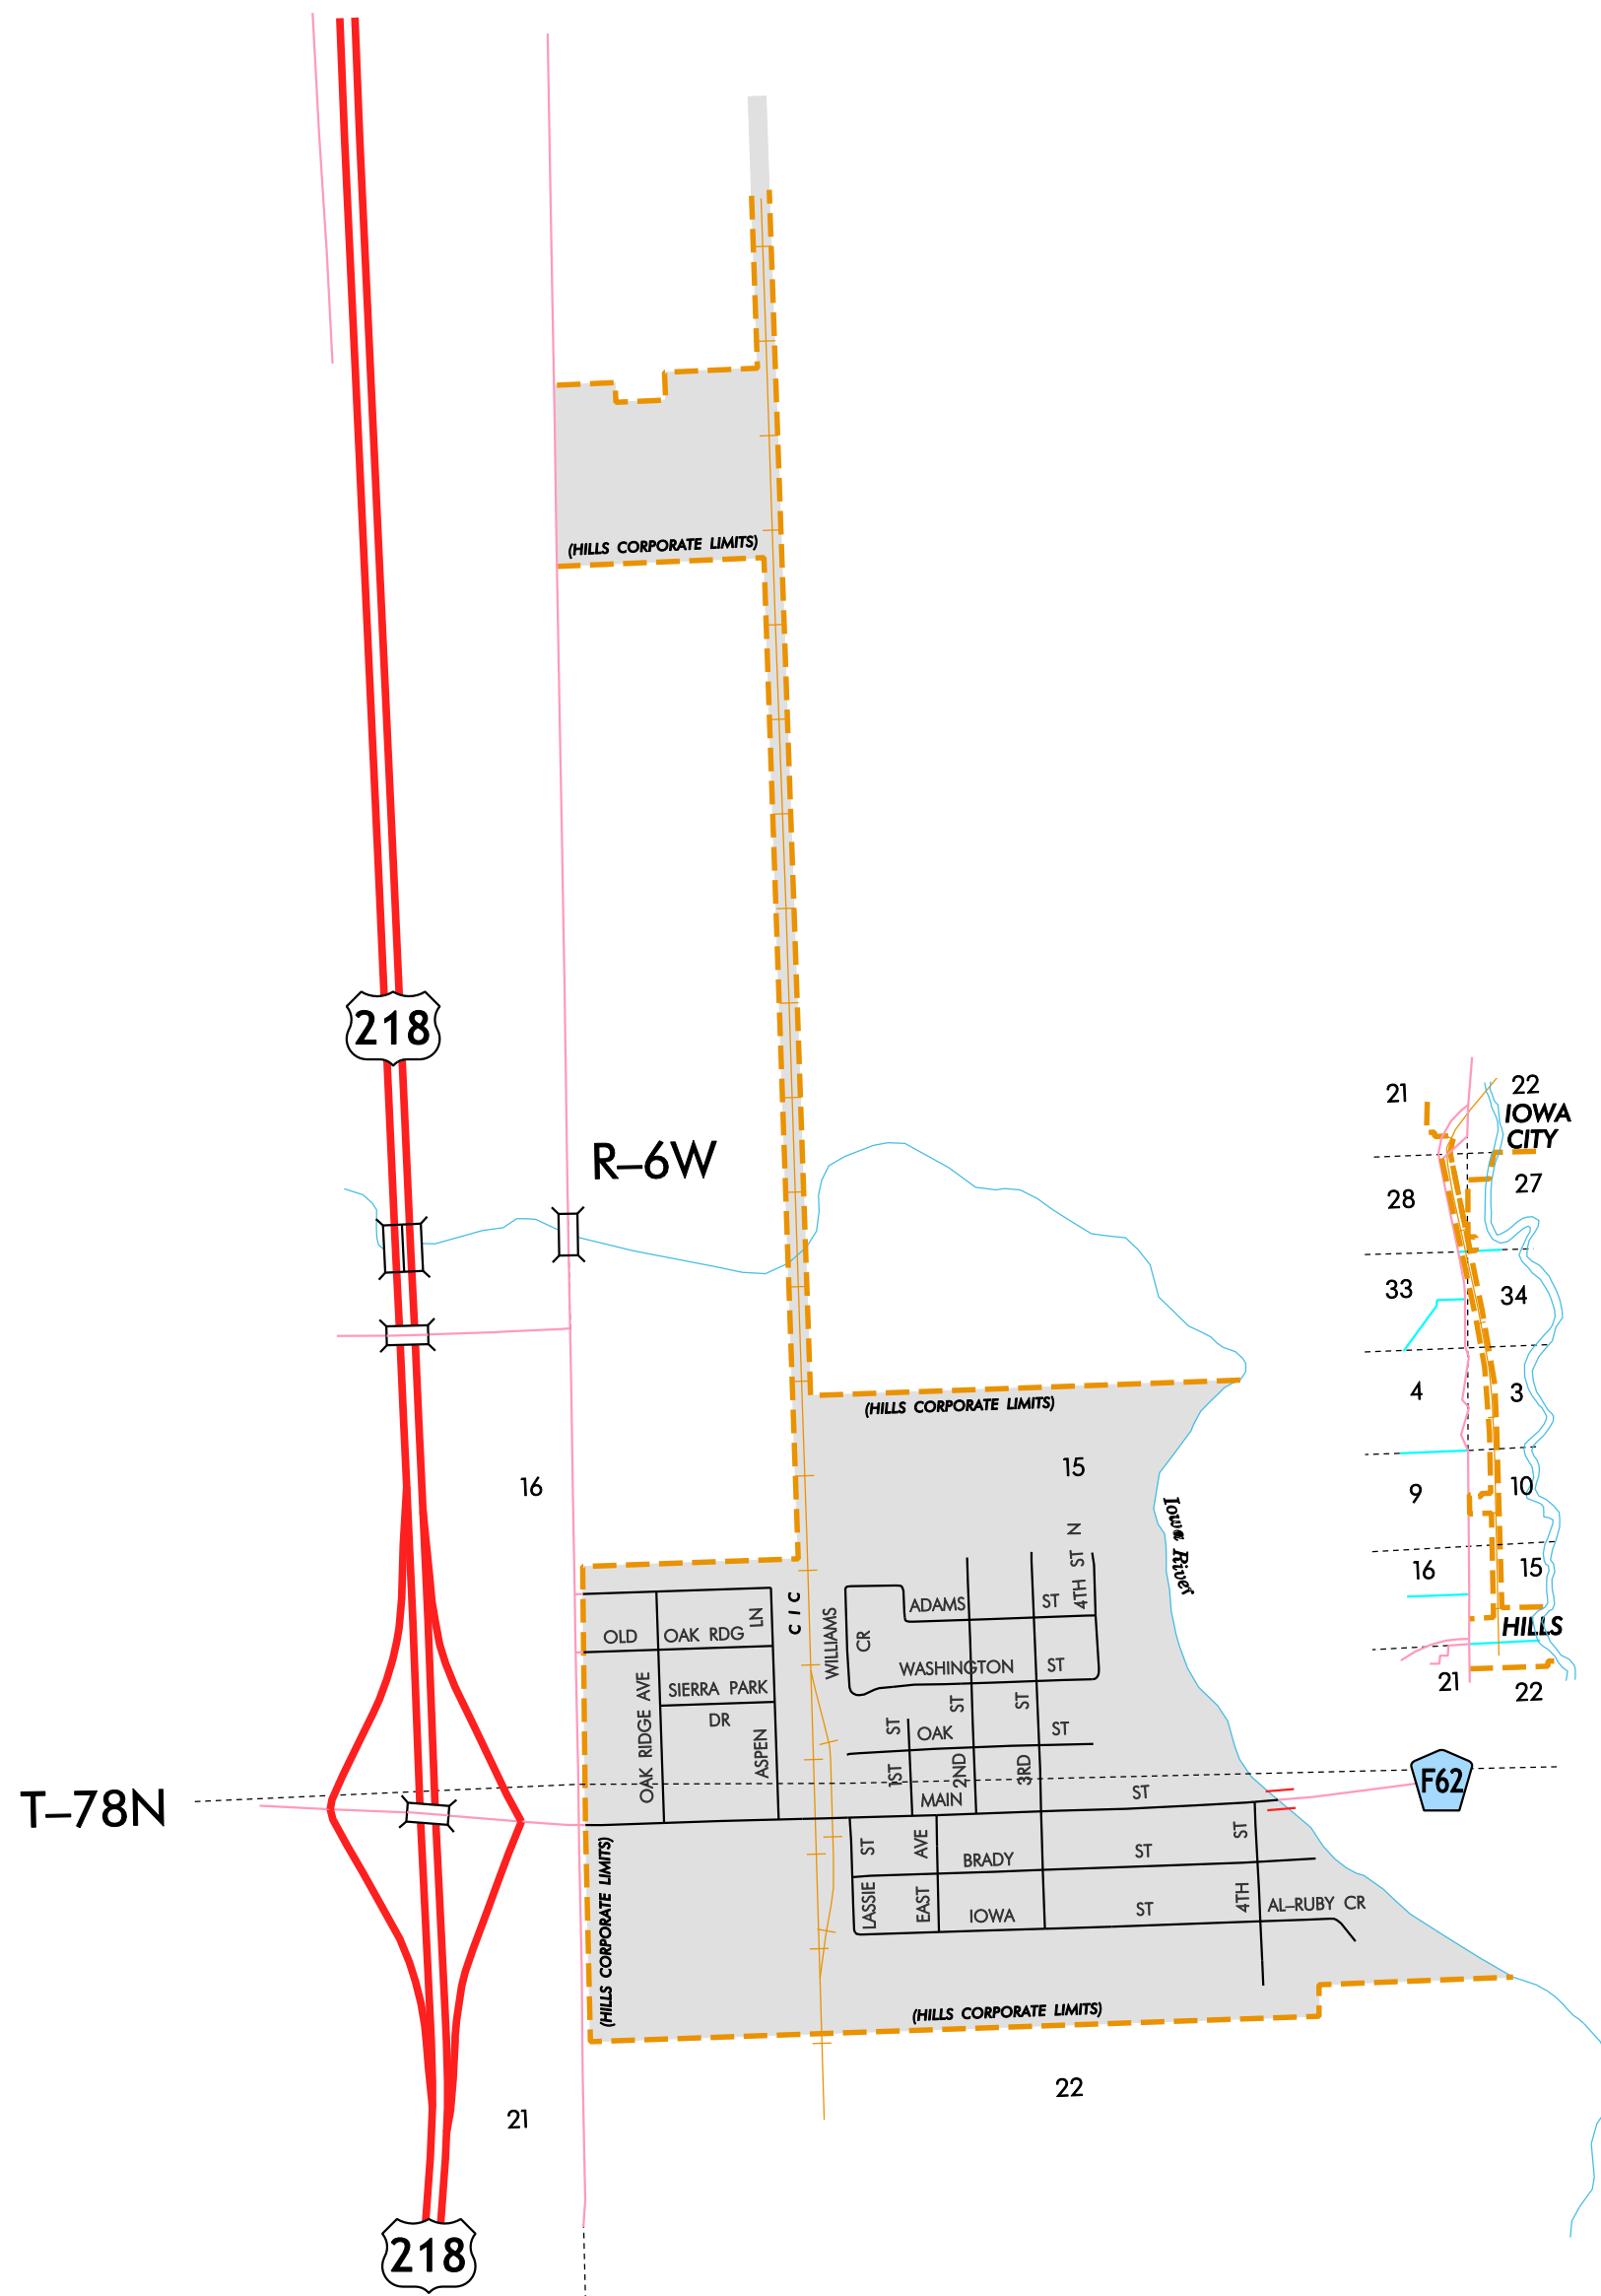 (HILLS CORPORATE LIMITS)
218
R–6W
21
22
IOWA
CITY
28
27
33
34
4
3
9
10
16
15
HILLS
21
22
(HILLS CORPORATE LIMITS)
16
15
Iowa River
4TH ST N
ADAMS ST
C I C
WILLIAMS CR
OLD OAK RDG LN
WASHINGTON ST
SIERRA PARK
DR
OAK RIDGE AVE
ASPEN
ST
ST
ST
OAK ST
1ST
2ND
3RD
MAIN ST
F62
T–78N
(HILLS CORPORATE LIMITS)
ST
AVE
BRADY ST
ST
LASSIE
EAST
IOWA ST
4TH
AL–RUBY CR
(HILLS CORPORATE LIMITS)
22
21
218